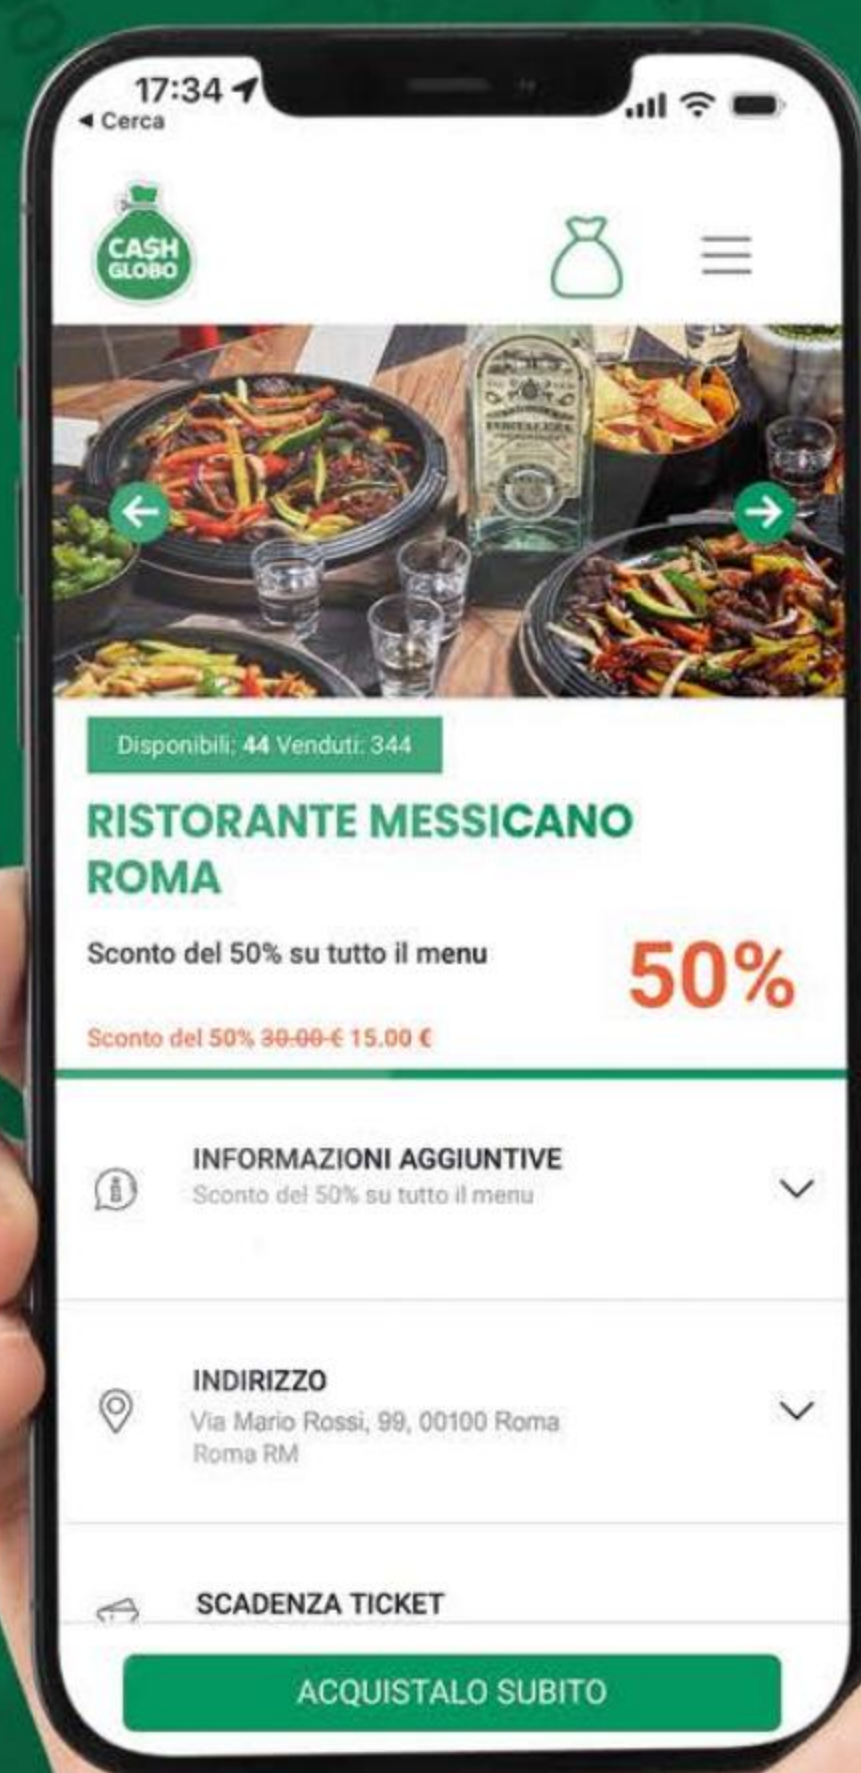 17:34
Cerca
CA$H
GLOBO
Disponibili: 44 Venduti: 344
RISTORANTE MESSICANO
ROMA
Sconto del 50% su tutto il menu
50%
Sconto del 50% 30.00 € 15.00 €
INFORMAZIONI AGGIUNTIVE
Sconto del 50% su tutto il menu
INDIRIZZO
Via Mario Rossi, 99, 00100 Roma
Roma RM
SCADENZA TICKET
ACQUISTALO SUBITO